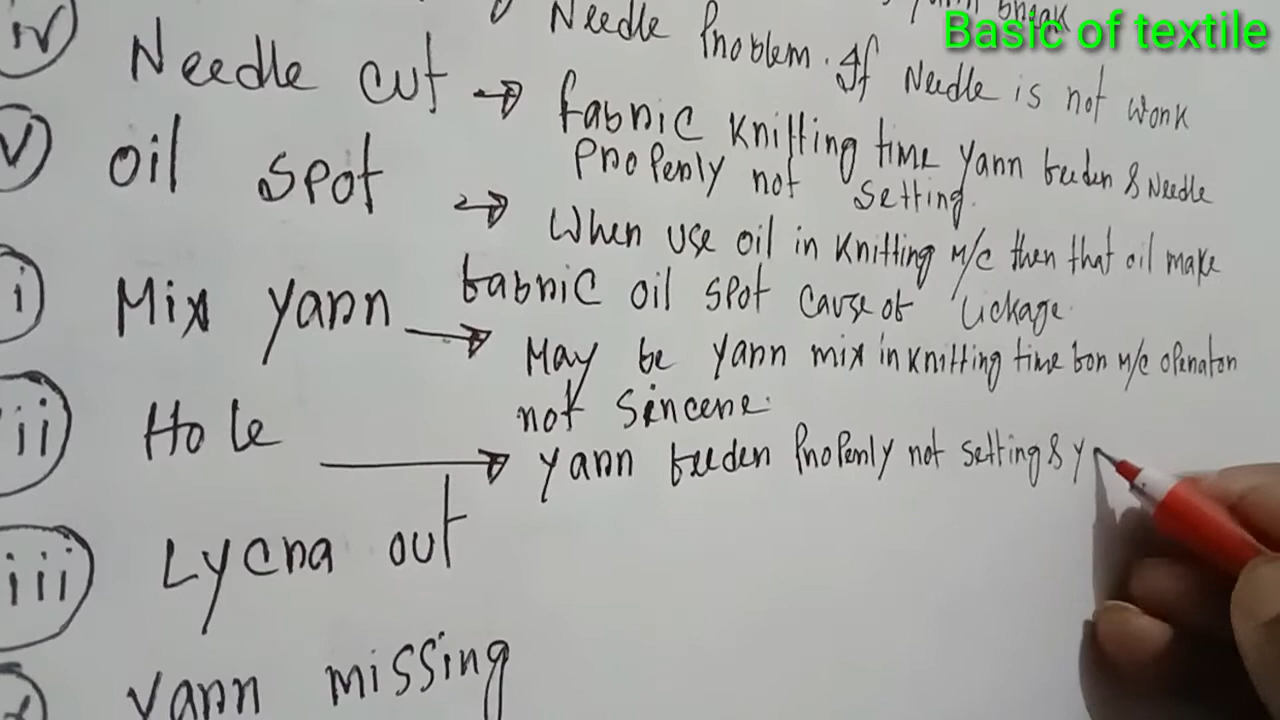 yarn break
Basic of textile
iv Needle cut → Needle Problem. If Needle is not work
v oil spot → fabric knitting time yarn feeder & Needle
Properly not setting.
→ When use oil in knitting m/c then that oil make
fabric oil spot cause of lickage.
i Mix yarn → May be yarn mix in knitting time for m/c operator
not sincere.
ii Hole → yarn feeder Properly not setting & y
iii Lycra out
yarn missing